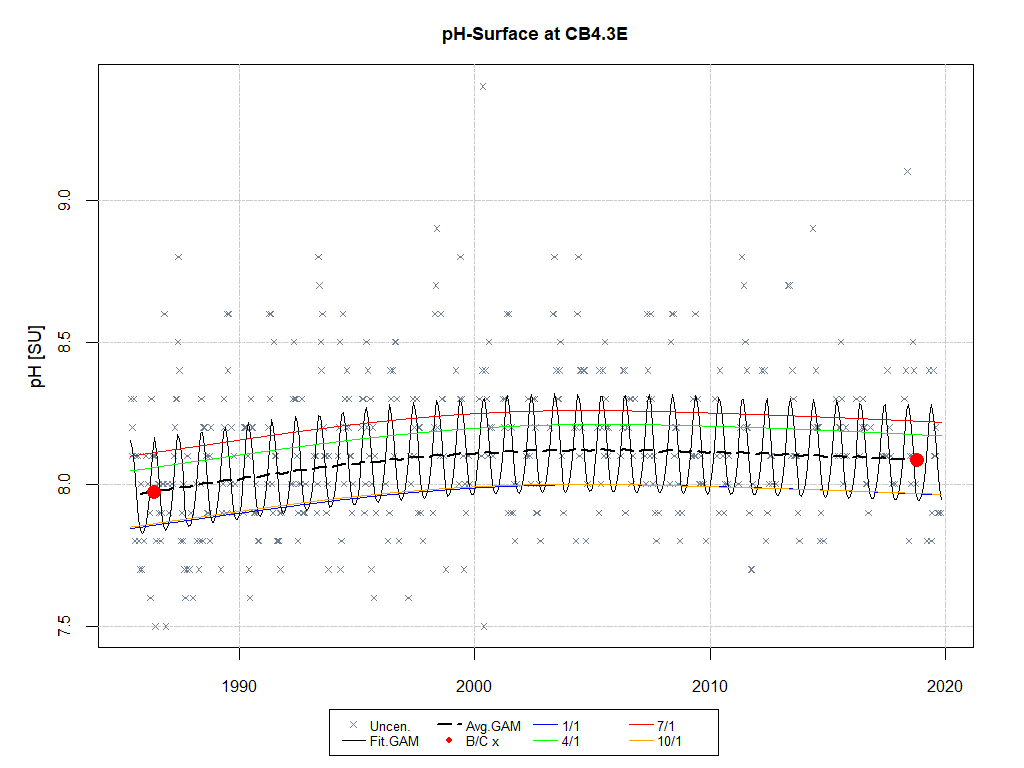 pH-Surface at CB4.3E
pH [SU]
9.0
8.5
8.0
7.5
1990 2000 2010 2020
Uncen. Avg.GAM 1/1 7/1
Fit.GAM B/C x 4/1 10/1